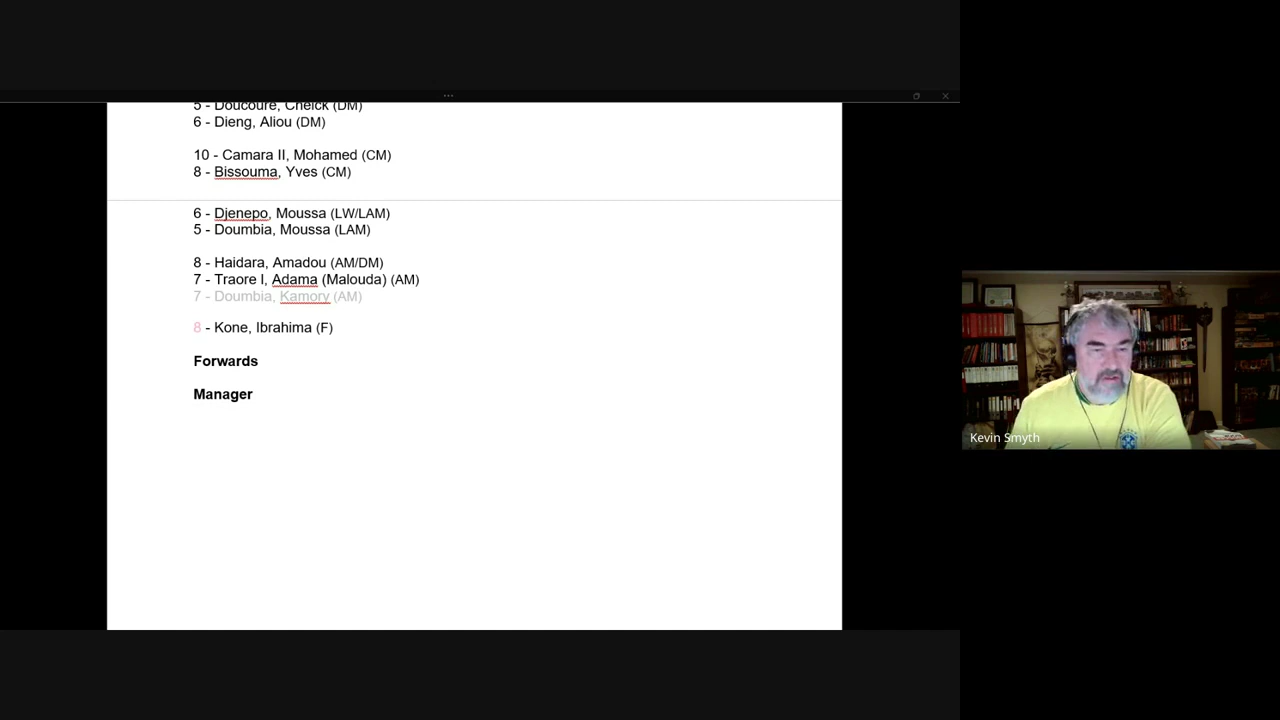 5 - Doucoure, Cheick (DM)
6 - Dieng, Aliou (DM)
10 - Camara II, Mohamed (CM)
8 - Bissouma, Yves (CM)
6 - Djenepo, Moussa (LW/LAM)
5 - Doumbia, Moussa (LAM)
8 - Haidara, Amadou (AM/DM)
7 - Traore I, Adama (Malouda) (AM)
7 - Doumbia, Kamory (AM)
8 - Kone, Ibrahima (F)
Forwards
Manager
Kevin Smyth